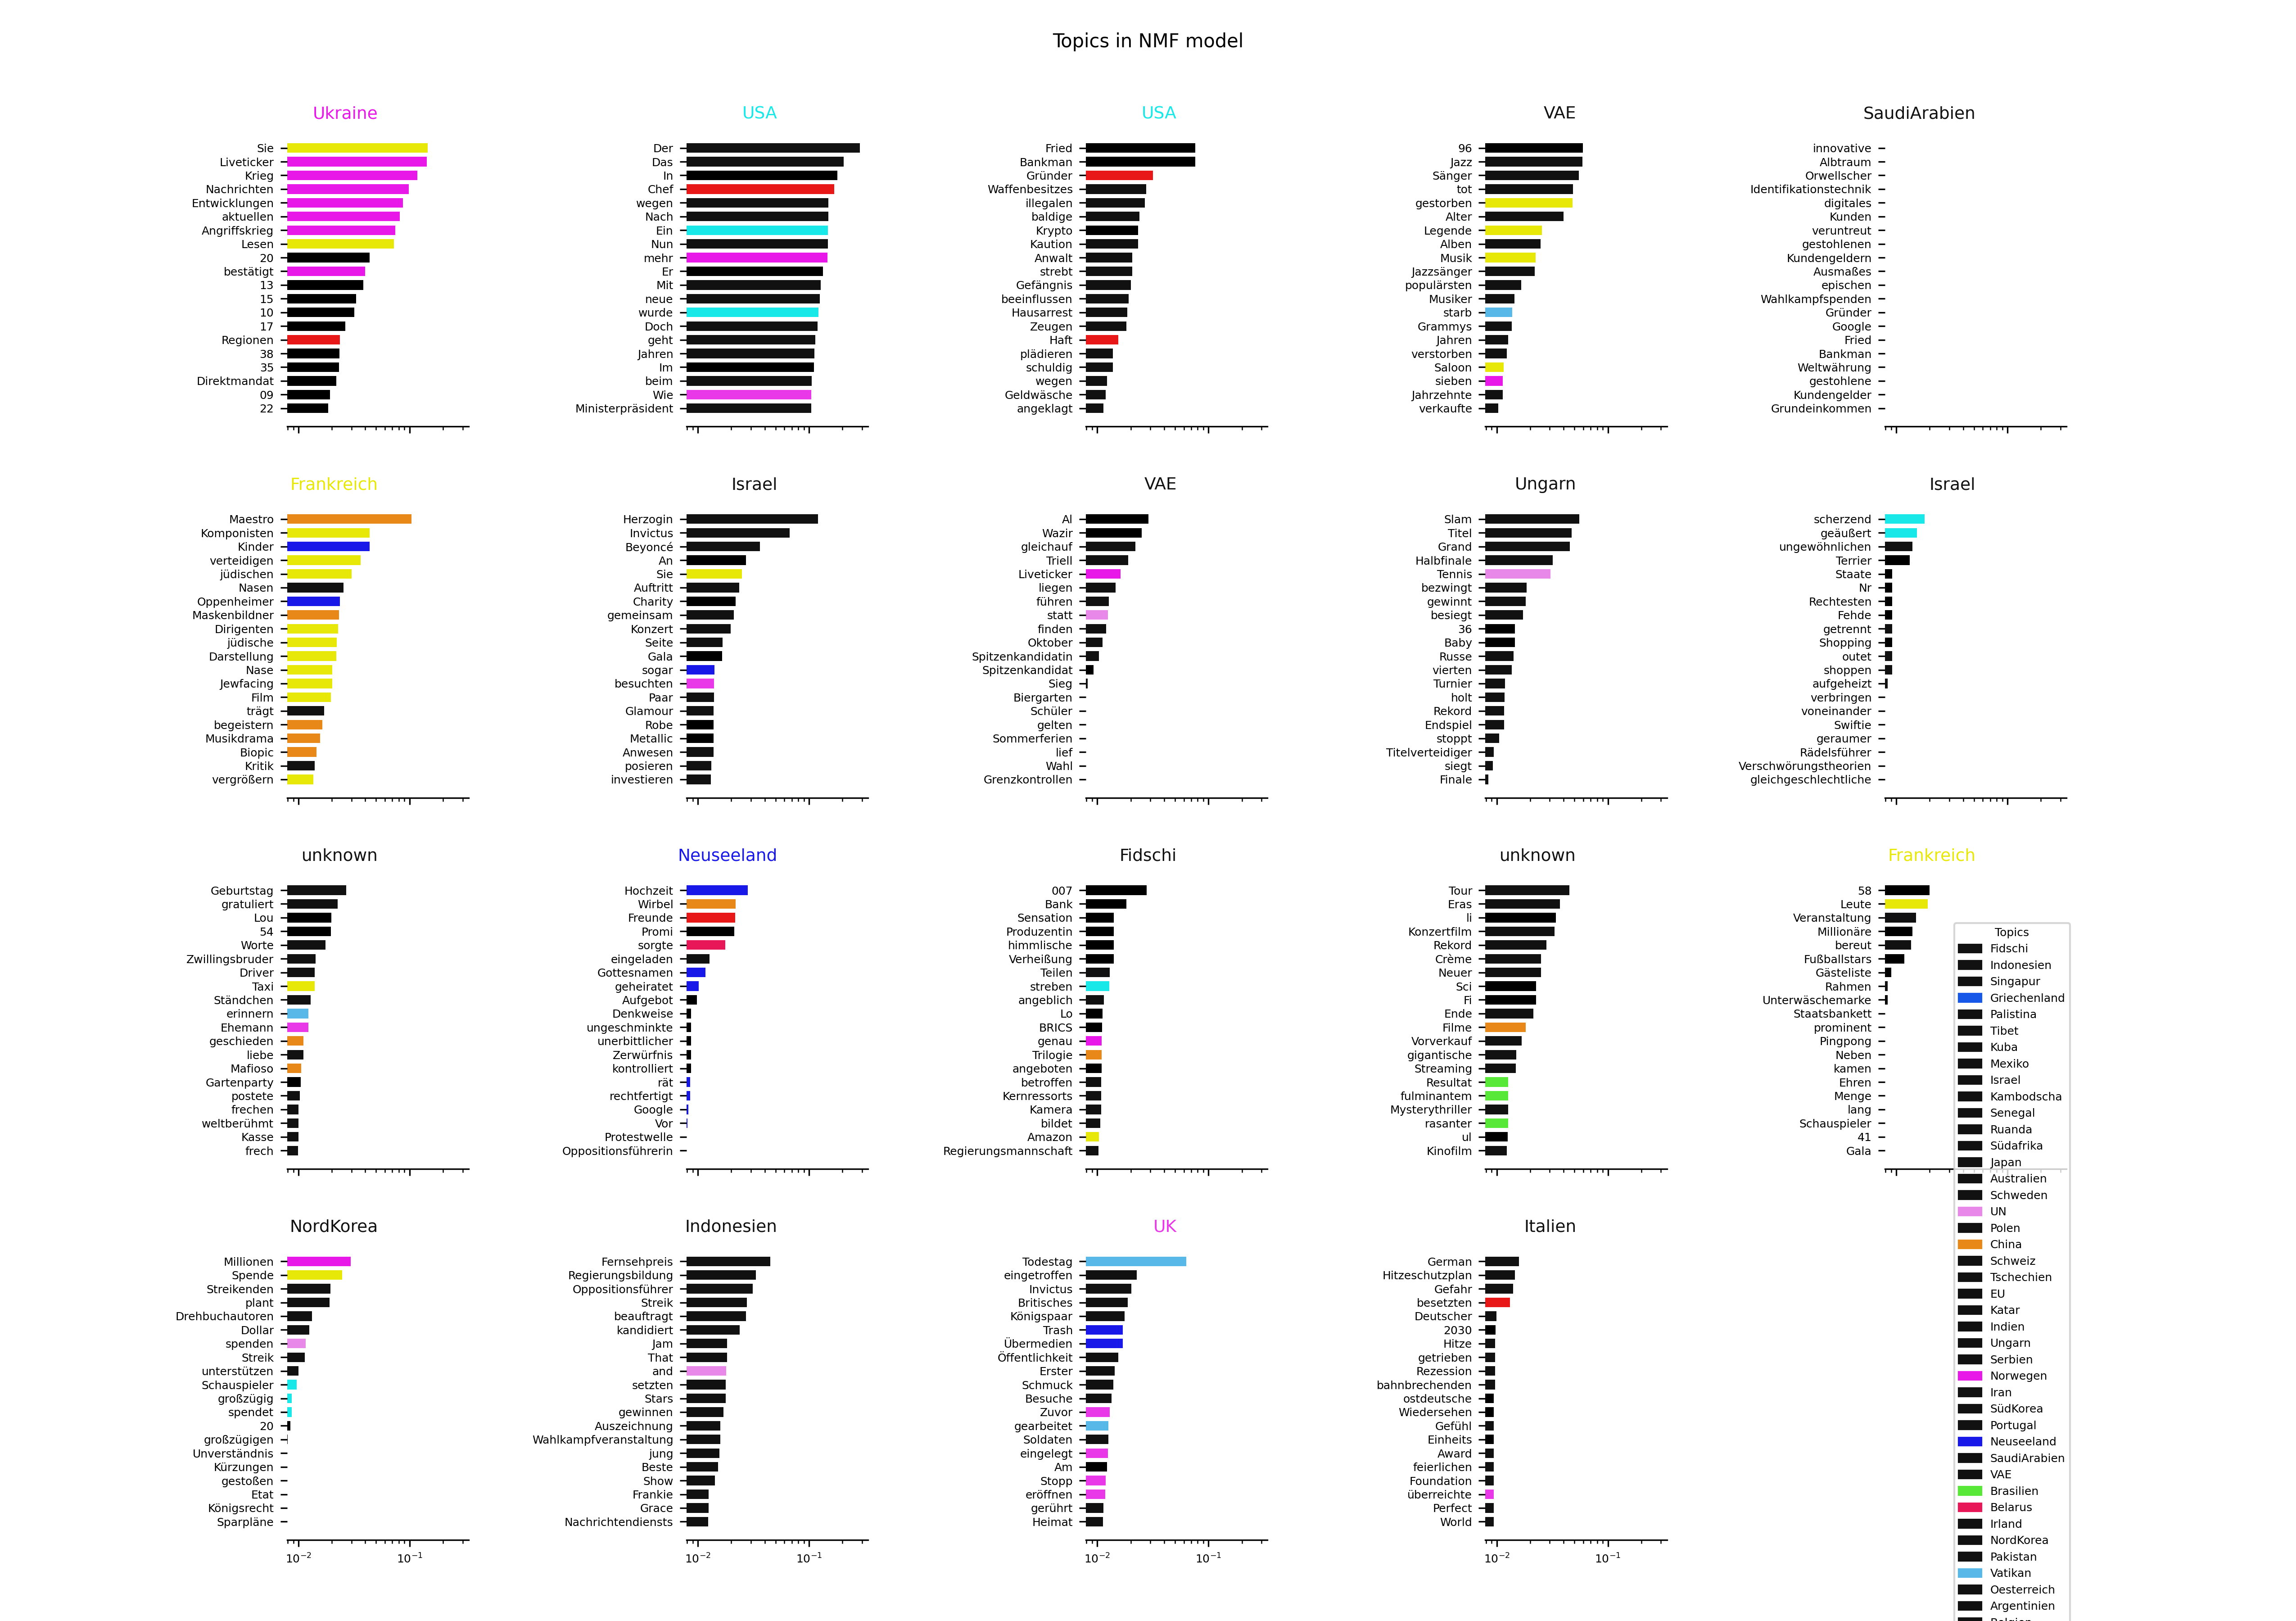 Topics in NMF model
Ukraine
Sie
Liveticker
Krieg
Nachrichten
Entwicklungen
aktuellen
Angriffskrieg
Lesen
20
bestätigt
13
15
10
17
Regionen
38
35
Direktmandat
09
22
USA
Der
Das
In
Chef
wegen
Nach
Ein
Nun
mehr
Er
Mit
neue
wurde
Doch
geht
Jahren
Im
beim
Wie
Ministerpräsident
USA
Fried
Bankman
Gründer
Waffenbesitzes
illegalen
baldige
Krypto
Kaution
Anwalt
strebt
Gefängnis
beeinflussen
Hausarrest
Zeugen
Haft
plädieren
schuldig
wegen
Geldwäsche
angeklagt
VAE
96
Jazz
Sänger
tot
gestorben
Alter
Legende
Alben
Musik
Jazzsänger
populärsten
Musiker
starb
Grammys
Jahren
verstorben
Saloon
sieben
Jahrzehnte
verkaufte
SaudiArabien
innovative
Albtraum
Orwellscher
Identifikationstechnik
digitales
Kunden
veruntreut
gestohlenen
Kundengeldern
Ausmaßes
epischen
Wahlkampfspenden
Gründer
Google
Fried
Bankman
Weltwährung
gestohlene
Kundengelder
Grundeinkommen
Frankreich
Maestro
Komponisten
Kinder
verteidigen
jüdischen
Nasen
Oppenheimer
Maskenbildner
Dirigenten
jüdische
Darstellung
Nase
Jewfacing
Film
trägt
begeistern
Musikdrama
Biopic
Kritik
vergrößern
Israel
Herzogin
Invictus
Beyoncé
An
Sie
Auftritt
Charity
gemeinsam
Konzert
Seite
Gala
sogar
besuchten
Paar
Glamour
Robe
Metallic
Anwesen
posieren
investieren
VAE
Al
Wazir
gleichauf
Triell
Liveticker
liegen
führen
statt
finden
Oktober
Spitzenkandidatin
Spitzenkandidat
Sieg
Biergarten
Schüler
gelten
Sommerferien
lief
Wahl
Grenzkontrollen
Ungarn
Slam
Titel
Grand
Halbfinale
Tennis
bezwingt
gewinnt
besiegt
36
Baby
Russe
vierten
Turnier
holt
Rekord
Endspiel
stoppt
Titelverteidiger
siegt
Finale
Israel
scherzend
geäußert
ungewöhnlichen
Terrier
Staate
Nr
Rechtesten
Fehde
getrennt
Shopping
outet
shoppen
aufgeheizt
verbringen
voneinander
Swiftie
geraumer
Rädelsführer
Verschwörungstheorien
gleichgeschlechtliche
unknown
Geburtstag
gratuliert
Lou
54
Worte
Zwillingsbruder
Driver
Taxi
Ständchen
erinnern
Ehemann
geschieden
liebe
Mafioso
Gartenparty
postete
frechen
weltberühmt
Kasse
frech
Neuseeland
Hochzeit
Wirbel
Freunde
Promi
sorgte
eingeladen
Gottesnamen
geheiratet
Aufgebot
Denkweise
ungeschminkte
unerbittlicher
Zerwürfnis
kontrolliert
rät
rechtfertigt
Google
Vor
Protestwelle
Oppositionsführerin
Fidschi
007
Bank
Sensation
Produzentin
himmlische
Verheißung
Teilen
streben
angeblich
Lo
BRICS
genau
Trilogie
angeboten
betroffen
Kernressorts
Kamera
bildet
Amazon
Regierungsmannschaft
unknown
Tour
Eras
li
Konzertfilm
Rekord
Crème
Neuer
Sci
Fi
Ende
Filme
Vorverkauf
gigantische
Streaming
Resultat
fulminantem
Mysterythriller
rasanter
ul
Kinofilm
Frankreich
58
Leute
Veranstaltung
Millionäre
bereut
Fußballstars
Gästeliste
Rahmen
Unterwäschemarke
Staatsbankett
prominent
Pingpong
Neben
kamen
Ehren
Menge
lang
Schauspieler
41
Gala
NordKorea
Millionen
Spende
Streikenden
plant
Drehbuchautoren
Dollar
spenden
Streik
unterstützen
Schauspieler
großzügig
spendet
20
großzügigen
Unverständnis
Kürzungen
gestoßen
Etat
Königsrecht
Sparpläne
10⁻² 10⁻¹
Indonesien
Fernsehpreis
Regierungsbildung
Oppositionsführer
Streik
beauftragt
kandidiert
Jam
That
and
setzten
Stars
gewinnen
Auszeichnung
Wahlkampfveranstaltung
jung
Beste
Show
Frankie
Grace
Nachrichtendiensts
10⁻² 10⁻¹
UK
Todestag
eingetroffen
Invictus
Britisches
Königspaar
Trash
Übermedien
Öffentlichkeit
Erster
Schmuck
Besuche
Zuvor
gearbeitet
Soldaten
eingelegt
Am
Stopp
eröffnen
gerührt
Heimat
10⁻² 10⁻¹
Italien
German
Hitzeschutzplan
Gefahr
besetzten
Deutscher
2030
Hitze
getrieben
Rezession
bahnbrechenden
ostdeutsche
Wiedersehen
Gefühl
Einheits
Award
feierlichen
Foundation
überreichte
Perfect
World
10⁻² 10⁻¹
Topics
Fidschi
Indonesien
Singapur
Griechenland
Palistina
Tibet
Kuba
Mexiko
Israel
Kambodscha
Senegal
Ruanda
Südafrika
Japan
Australien
Schweden
UN
Polen
China
Schweiz
Tschechien
EU
Katar
Indien
Ungarn
Serbien
Norwegen
Iran
SüdKorea
Portugal
Neuseeland
SaudiArabien
VAE
Brasilien
Belarus
Irland
NordKorea
Pakistan
Vatikan
Oesterreich
Argentinien